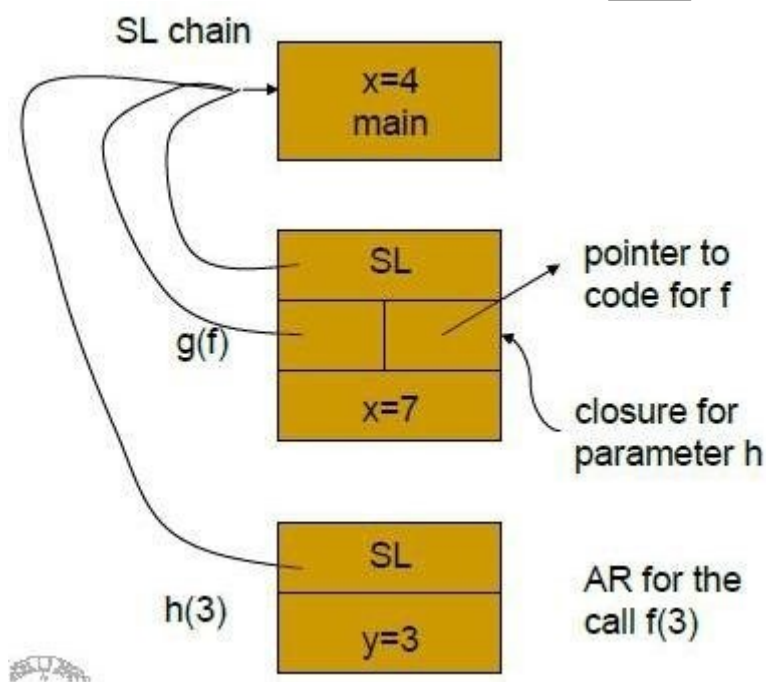 SL chain
x=4
main
SL
pointer to
code for f
g(f)
x=7
closure for
parameter h
SL
h(3)
y=3
AR for the
call f(3)